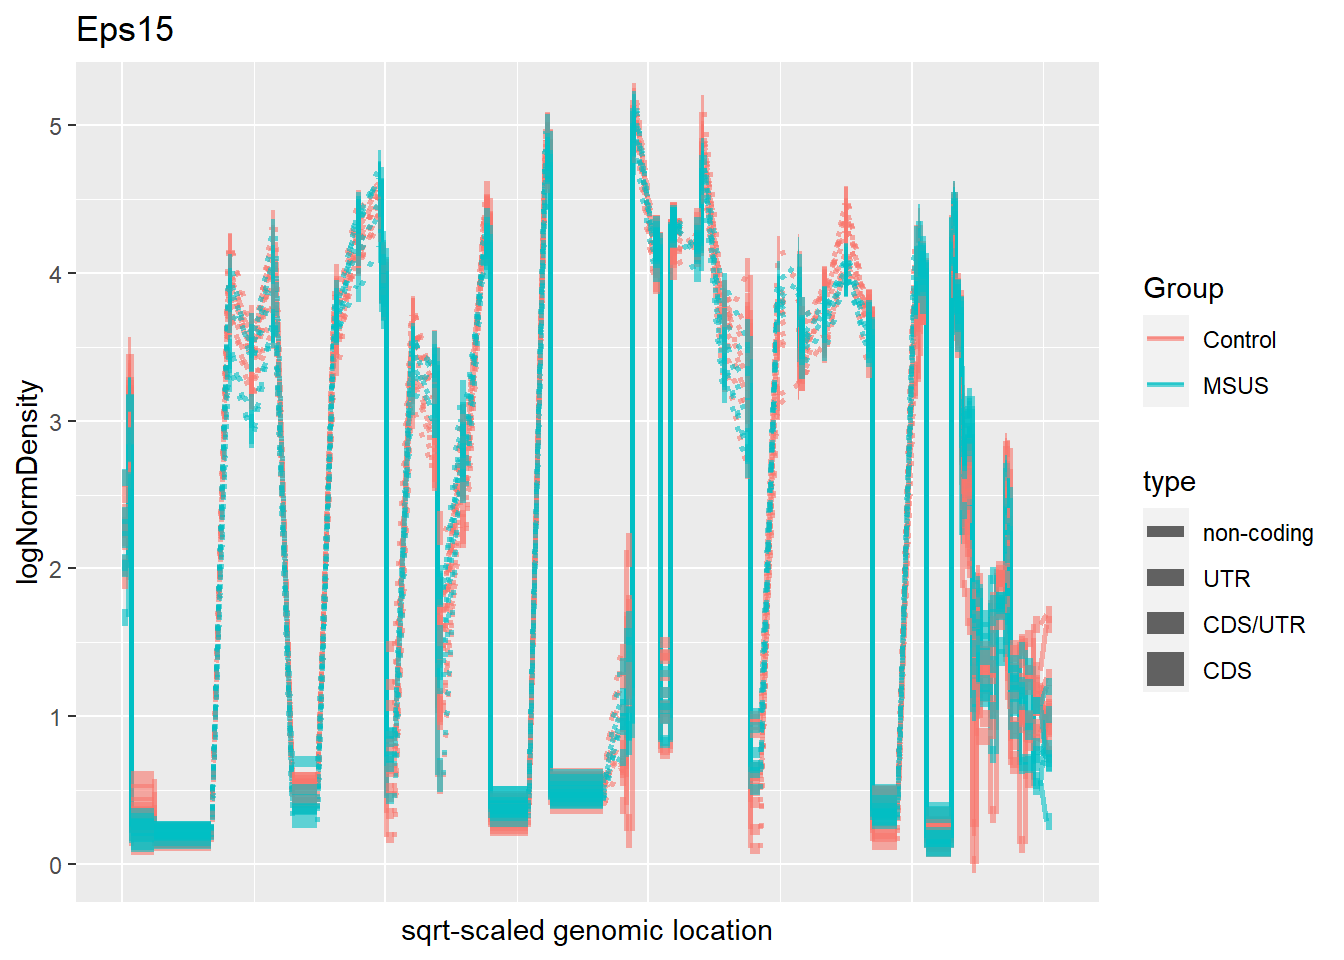 Eps15
logNormDensity
5
4
3
2
1
0
sqrt-scaled genomic location
Group
Control
MSUS
type
non-coding
UTR
CDS/UTR
CDS